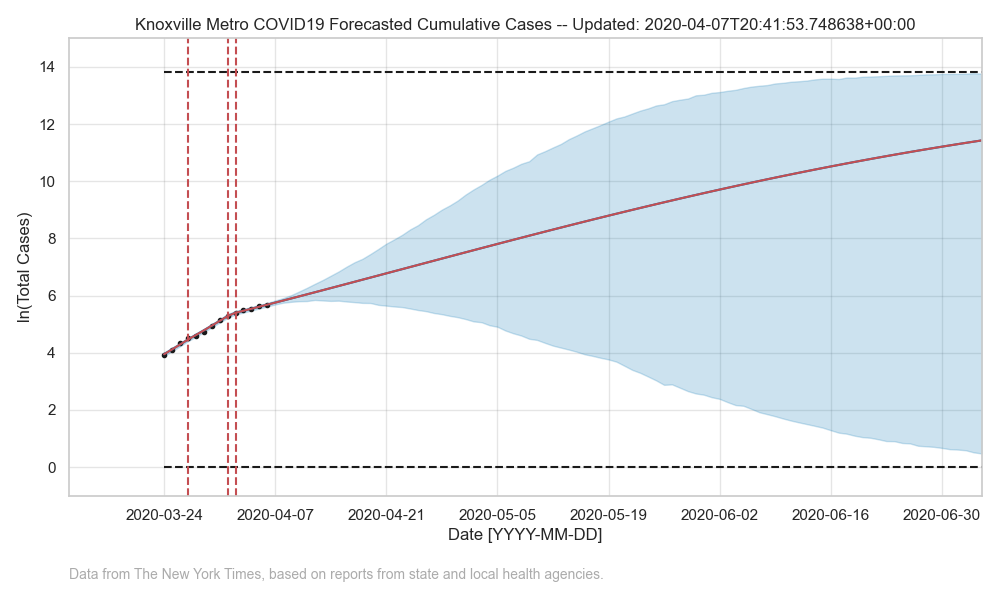 Knoxville Metro COVID19 Forecasted Cumulative Cases -- Updated: 2020-04-07T20:41:53.748638+00:00
14
12
10
8
6
4
2
0
ln(Total Cases)
2020-03-24 2020-04-07 2020-04-21 2020-05-05 2020-05-19 2020-06-02 2020-06-16 2020-06-30
Date [YYYY-MM-DD]
Data from The New York Times, based on reports from state and local health agencies.